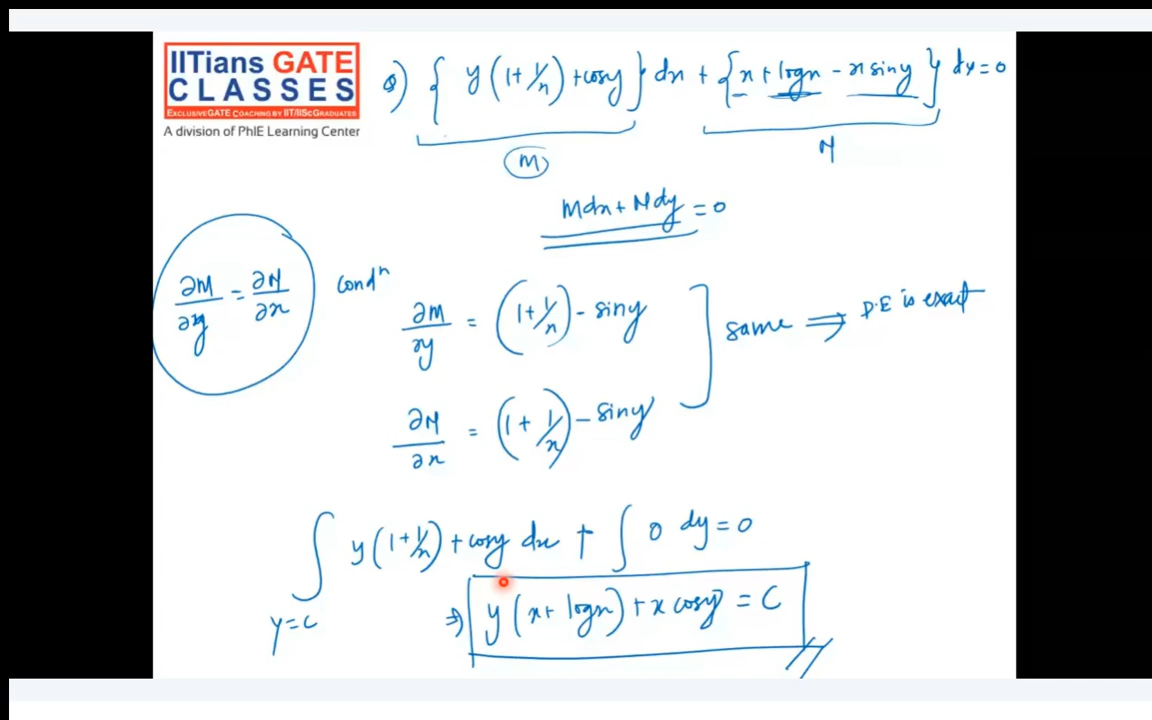 IITians GATE
CLASSES
EXCLUSIVE GATE COACHING BY IIT/IISc GRADUATES
A division of PhIE Learning Center
Q) { y(1+1/x) + cosy } dx + { x + logx - x siny } dy = 0
M N
Mdx + Ndy = 0
∂M/∂y = ∂N/∂x condⁿ
∂M/∂y = (1+1/x) - siny
same ⇒ D.E is exact
∂N/∂x = (1+1/x) - siny
∫ y(1+1/x) + cosy dx + ∫ 0 dy = 0
y=c
⇒ y(x+logx) + x cosy = C